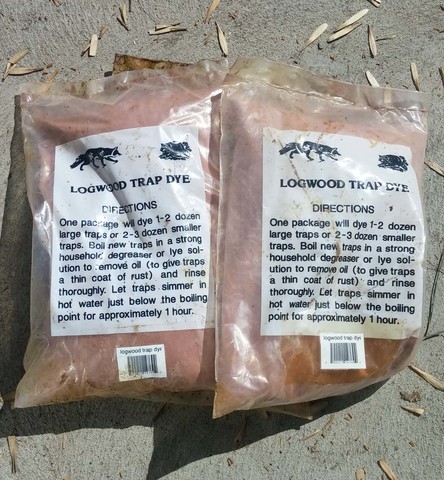 LOGWOOD TRAP DYE
DIRECTIONS
One package will dye 1-2 dozen
large traps or 2-3 dozen smaller
traps. Boil new traps in a strong
household degreaser or lye sol-
ution to remove oil (to give traps
a thin coat of rust) and rinse
thoroughly. Let traps simmer in
hot water just below the boiling
point for approximately 1 hour.
logwood trap dye
LOGWOOD TRAP DYE
DIRECTIONS
One package will dye 1-2 dozen
large traps or 2-3 dozen smaller
traps. Boil new traps in a strong
household degreaser or lye sol-
ution to remove oil (to give traps
a thin coat of rust) and rinse
thoroughly. Let traps simmer in
hot water just below the boiling
point for approximately 1 hour.
logwood trap dye